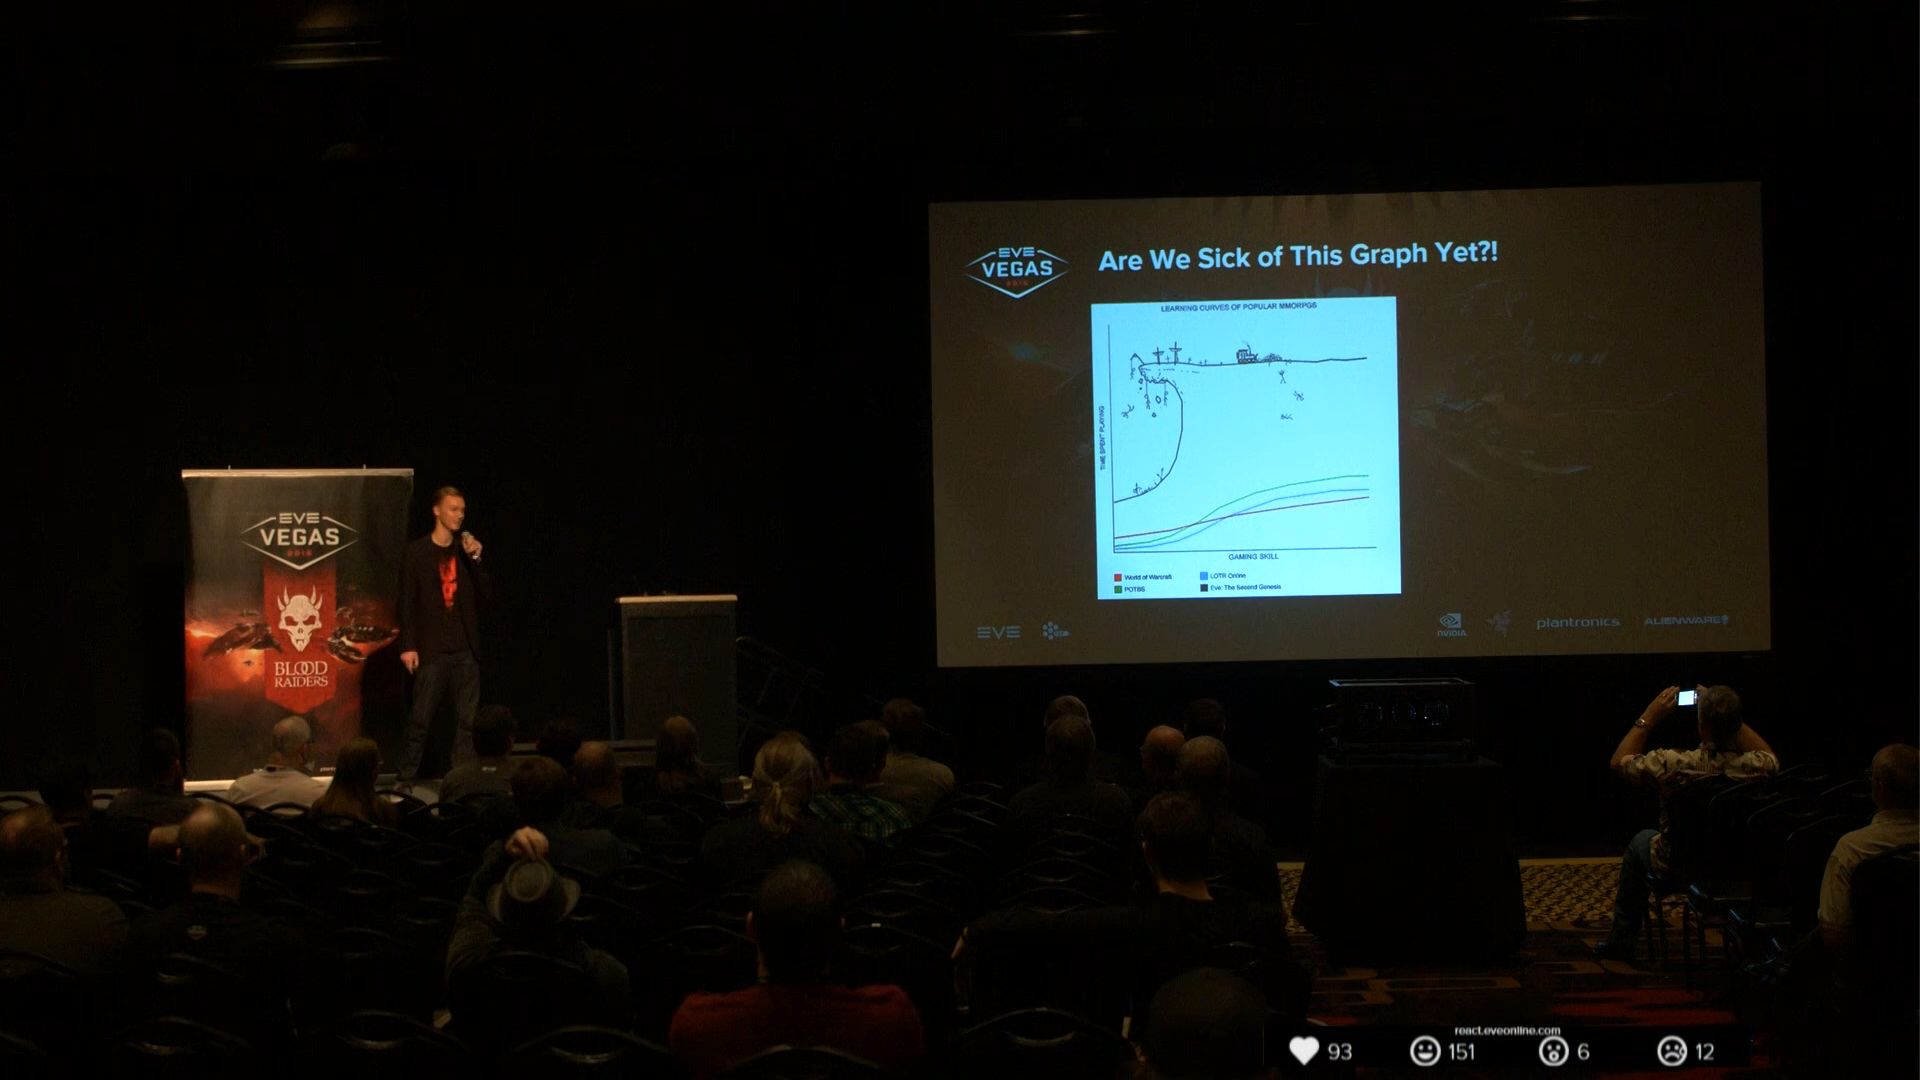 EVE
VEGAS
2016
Are We Sick of This Graph Yet?!
LEARNING CURVES OF POPULAR MMORPGS
TIME SPENT PLAYING
GAMING SKILL
World of Warcraft
LOTR Online
POTBS
Eve: The Second Genesis
EVE
NVIDIA
plantronics
ALIENWARE
EVE
VEGAS
2016
BLOOD
RAIDERS
react.eveonline.com
93
151
6
12